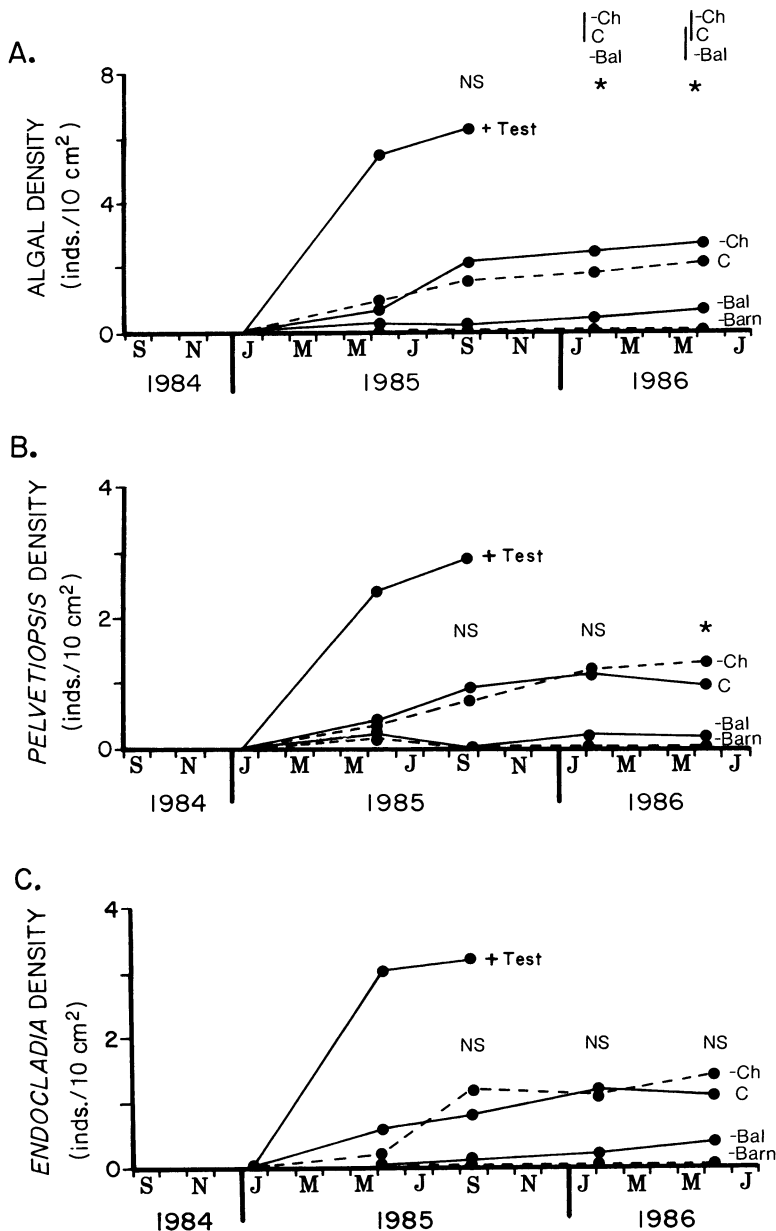 A.
ALGAL DENSITY
(inds./10 cm²)
8
4
0
-Ch
C
-Bal
*
-Ch
C
-Bal
*
NS
+ Test
-Ch
C
-Bal
-Barn
S N J M M J S N J M M J
1984 1985 1986
B.
PELVETIOPSIS DENSITY
(inds./10 cm²)
4
2
0
+ Test
NS NS *
-Ch
C
-Bal
-Barn
S N J M M J S N J M M J
1984 1985 1986
C.
ENDOCLADIA DENSITY
(inds./10 cm²)
4
2
0
+ Test
NS NS NS
-Ch
C
-Bal
-Barn
S N J M M J S N J M M J
1984 1985 1986